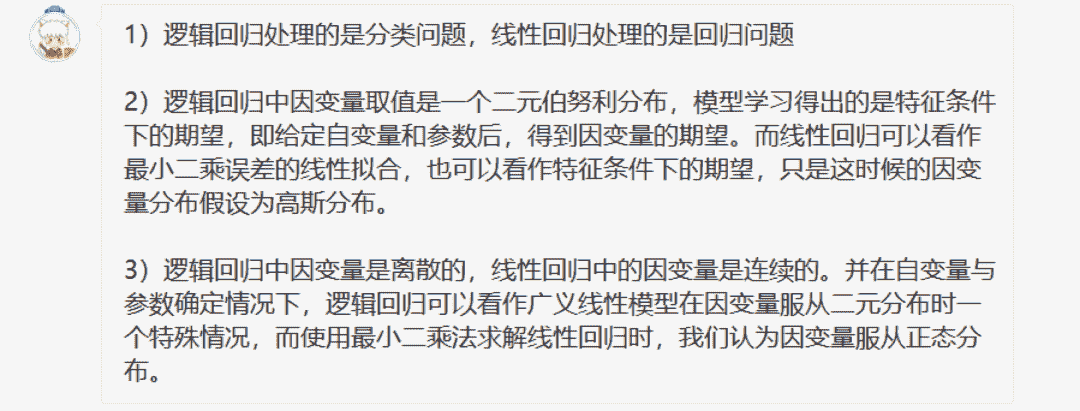 1）逻辑回归处理的是分类问题，线性回归处理的是回归问题
2）逻辑回归中因变量取值是一个二元伯努利分布，模型学习得出的是特征条件
下的期望，即给定自变量和参数后，得到因变量的期望。而线性回归可以看作
最小二乘误差的线性拟合，也可以看作特征条件下的期望，只是这时候的因变
量分布假设为高斯分布。
3）逻辑回归中因变量是离散的，线性回归中的因变量是连续的。并在自变量与
参数确定情况下，逻辑回归可以看作广义线性模型在因变量服从二元分布时一
个特殊情况，而使用最小二乘法求解线性回归时，我们认为因变量服从正态分
布。